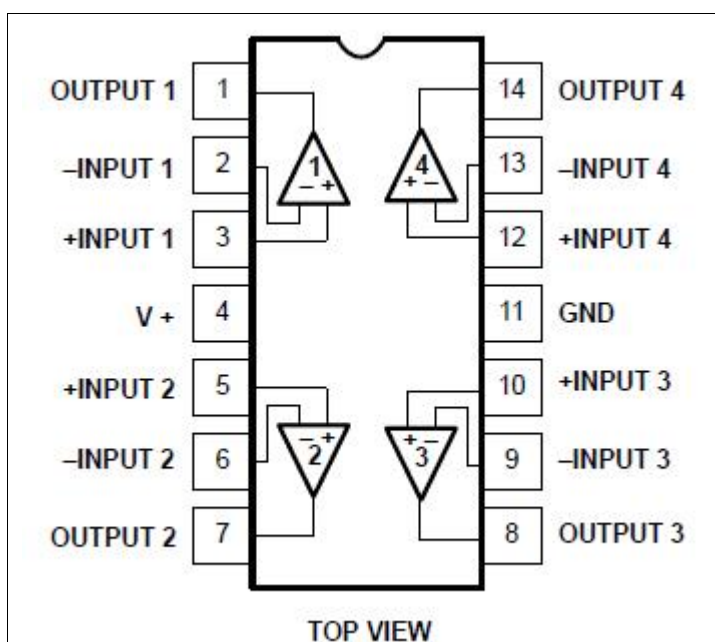 OUTPUT 1 1 14 OUTPUT 4
–INPUT 1 2 1 4 13 –INPUT 4
– + + –
+INPUT 1 3 12 +INPUT 4
V + 4 11 GND
+INPUT 2 5 10 +INPUT 3
– + + –
–INPUT 2 6 2 3 9 –INPUT 3
OUTPUT 2 7 8 OUTPUT 3
TOP VIEW